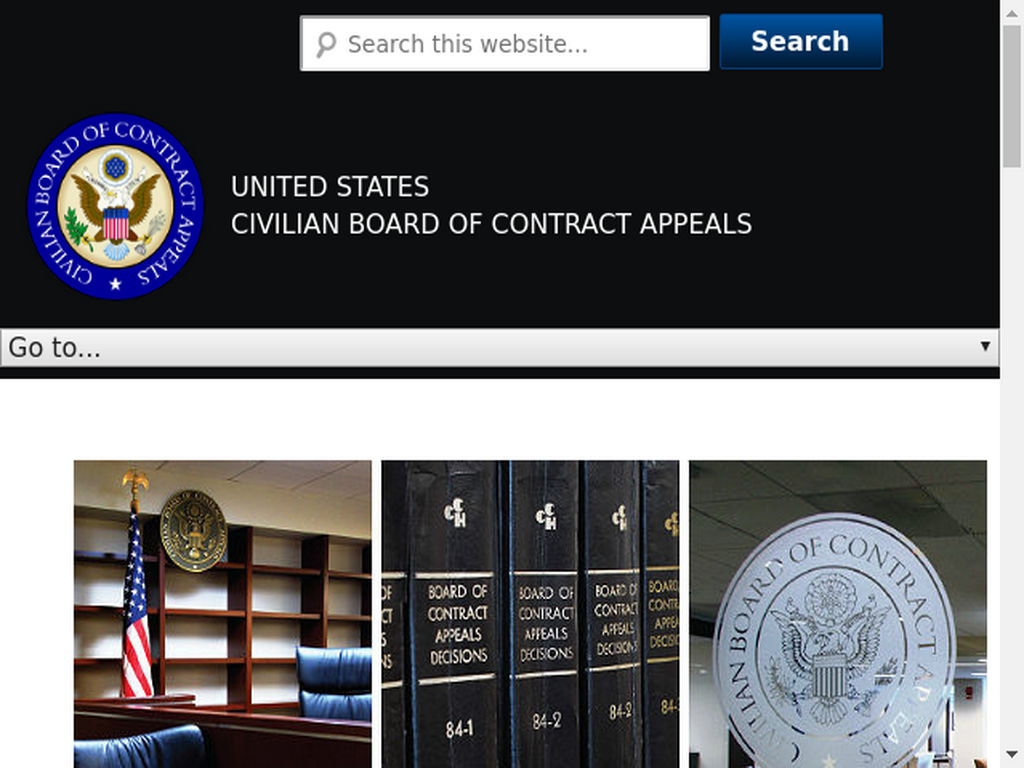 Search this website...
Search
CIVILIAN BOARD OF CONTRACT APPEALS
UNITED STATES
CIVILIAN BOARD OF CONTRACT APPEALS
Go to...
CCH
CCH
CCH
BOARD OF
CONTRACT
APPEALS
DECISIONS
84-1
BOARD OF
CONTRACT
APPEALS
DECISIONS
84-2
BOARD OF
CONTRACT
APPEALS
DECISIONS
84-2
CIVILIAN BOARD OF CONTRACT APPEALS